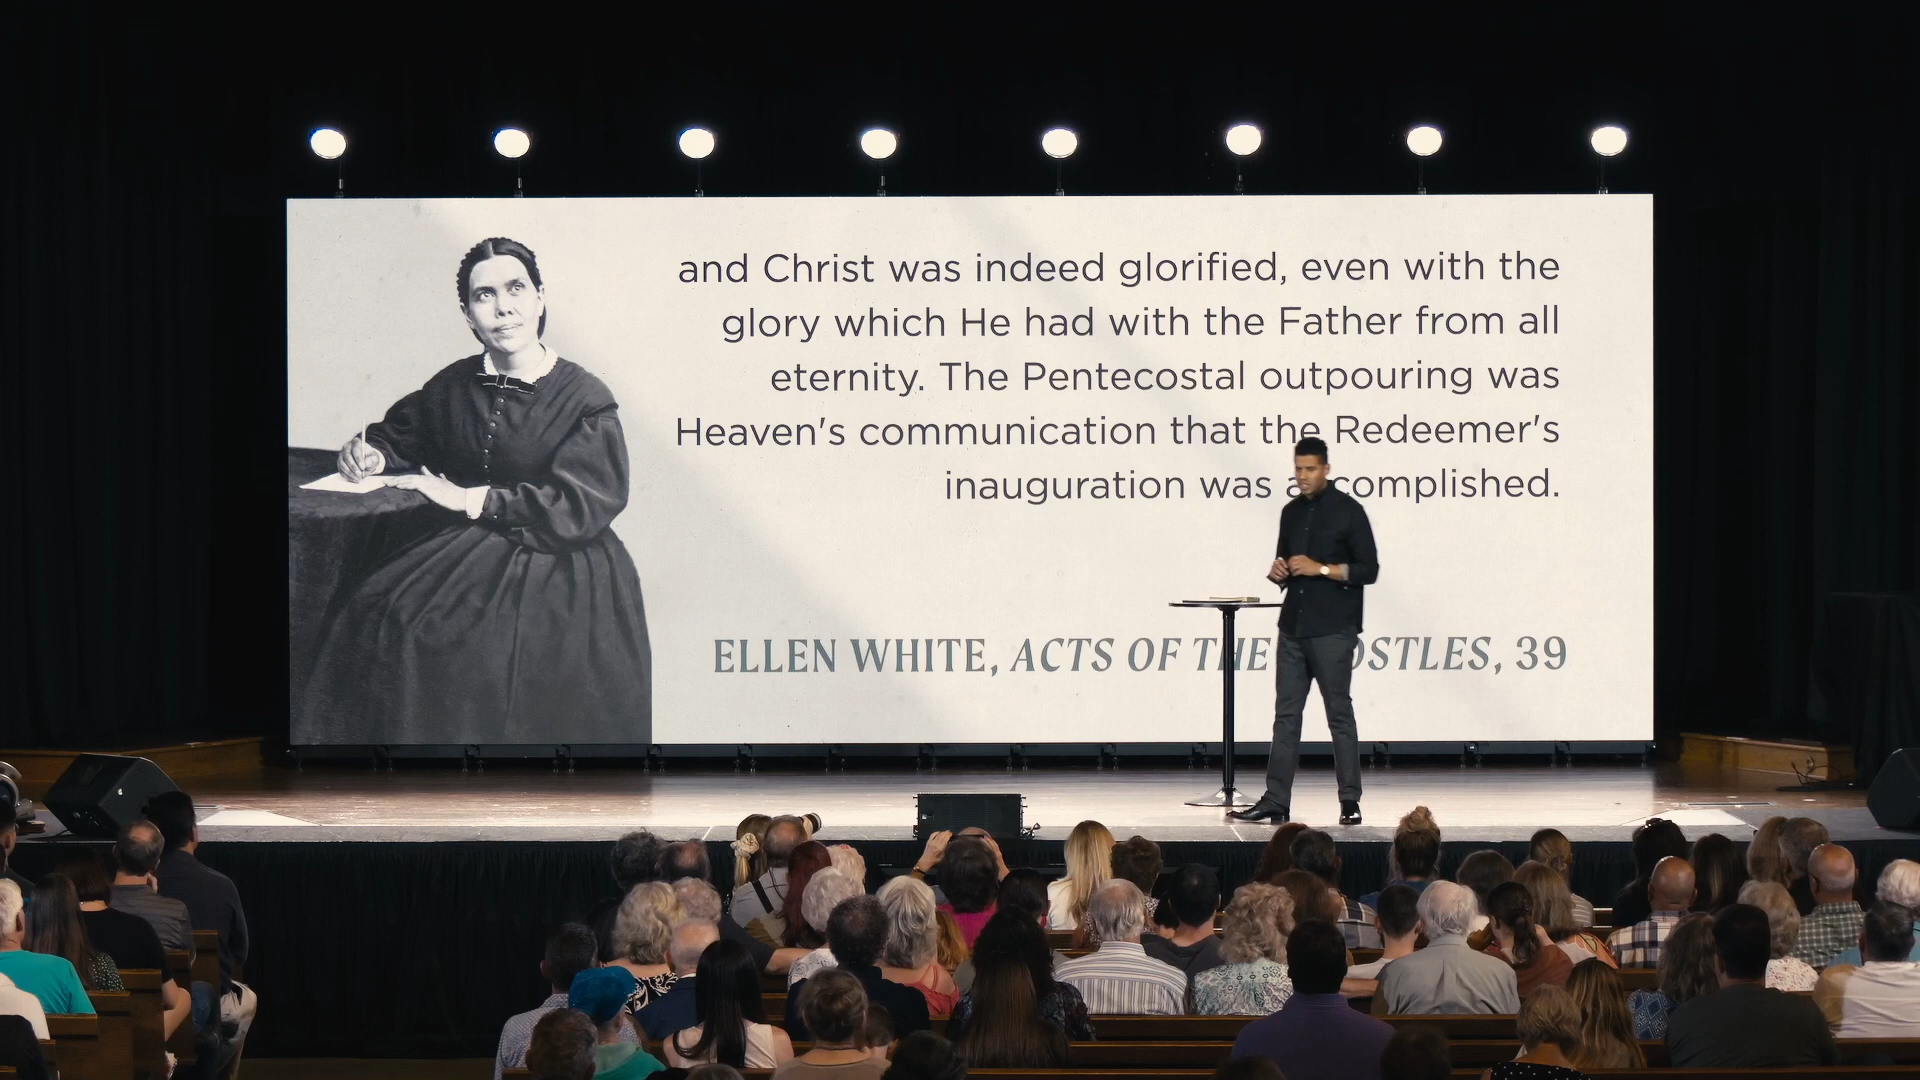 and Christ was indeed glorified, even with the
glory which He had with the Father from all
eternity. The Pentecostal outpouring was
Heaven's communication that the Redeemer's
inauguration was accomplished.
ELLEN WHITE, ACTS OF THE APOSTLES, 39